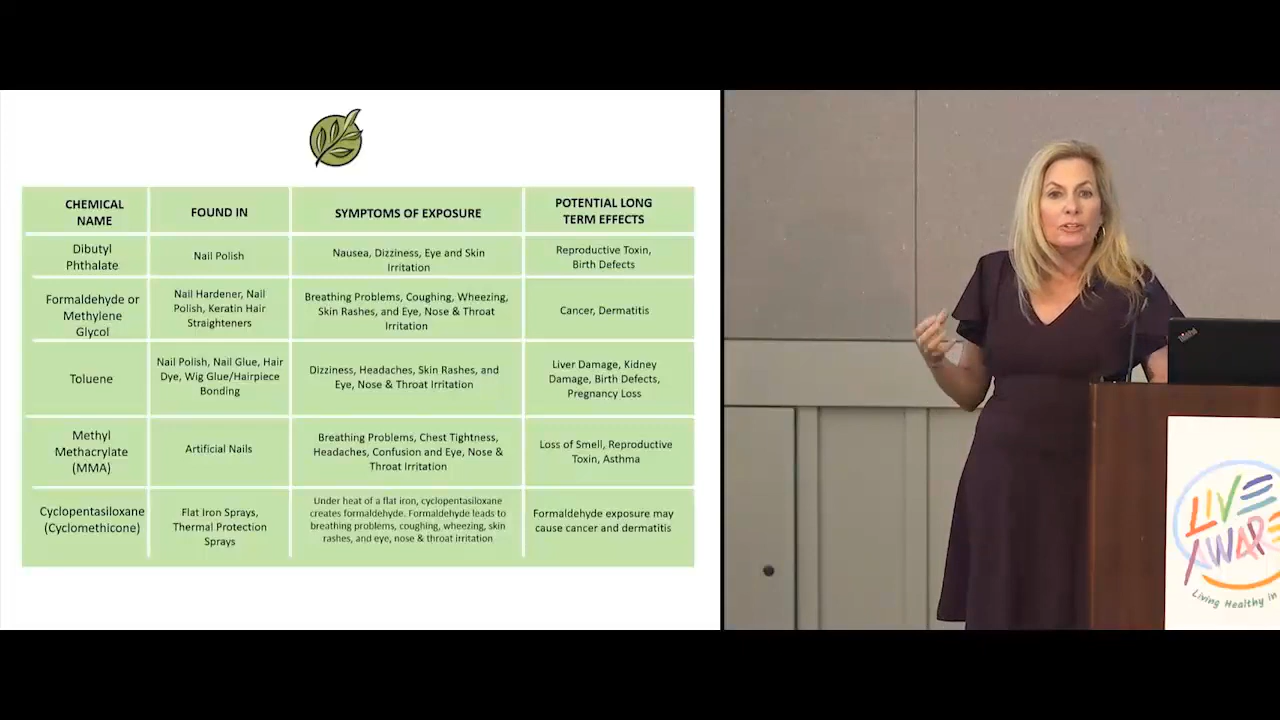 CHEMICAL
NAME
FOUND IN
SYMPTOMS OF EXPOSURE
POTENTIAL LONG
TERM EFFECTS
Dibutyl
Phthalate
Nail Polish
Nausea, Dizziness, Eye and Skin
Irritation
Reproductive Toxin,
Birth Defects
Formaldehyde or
Methylene
Glycol
Nail Hardener, Nail
Polish, Keratin Hair
Straighteners
Breathing Problems, Coughing, Wheezing,
Skin Rashes, and Eye, Nose & Throat
Irritation
Cancer, Dermatitis
Toluene
Nail Polish, Nail Glue, Hair
Dye, Wig Glue/Hairpiece
Bonding
Dizziness, Headaches, Skin Rashes, and
Eye, Nose & Throat Irritation
Liver Damage, Kidney
Damage, Birth Defects,
Pregnancy Loss
Methyl
Methacrylate
(MMA)
Artificial Nails
Breathing Problems, Chest Tightness,
Headaches, Confusion and Eye, Nose &
Throat Irritation
Loss of Smell, Reproductive
Toxin, Asthma
Cyclopentasiloxane
(Cyclomethicone)
Flat Iron Sprays,
Thermal Protection
Sprays
Under heat of a flat iron, cyclopentasiloxane
creates formaldehyde. Formaldehyde leads to
breathing problems, coughing, wheezing, skin
rashes, and eye, nose & throat irritation
Formaldehyde exposure may
cause cancer and dermatitis
ThinkPad
LIVE
AWARE
Living Healthy in